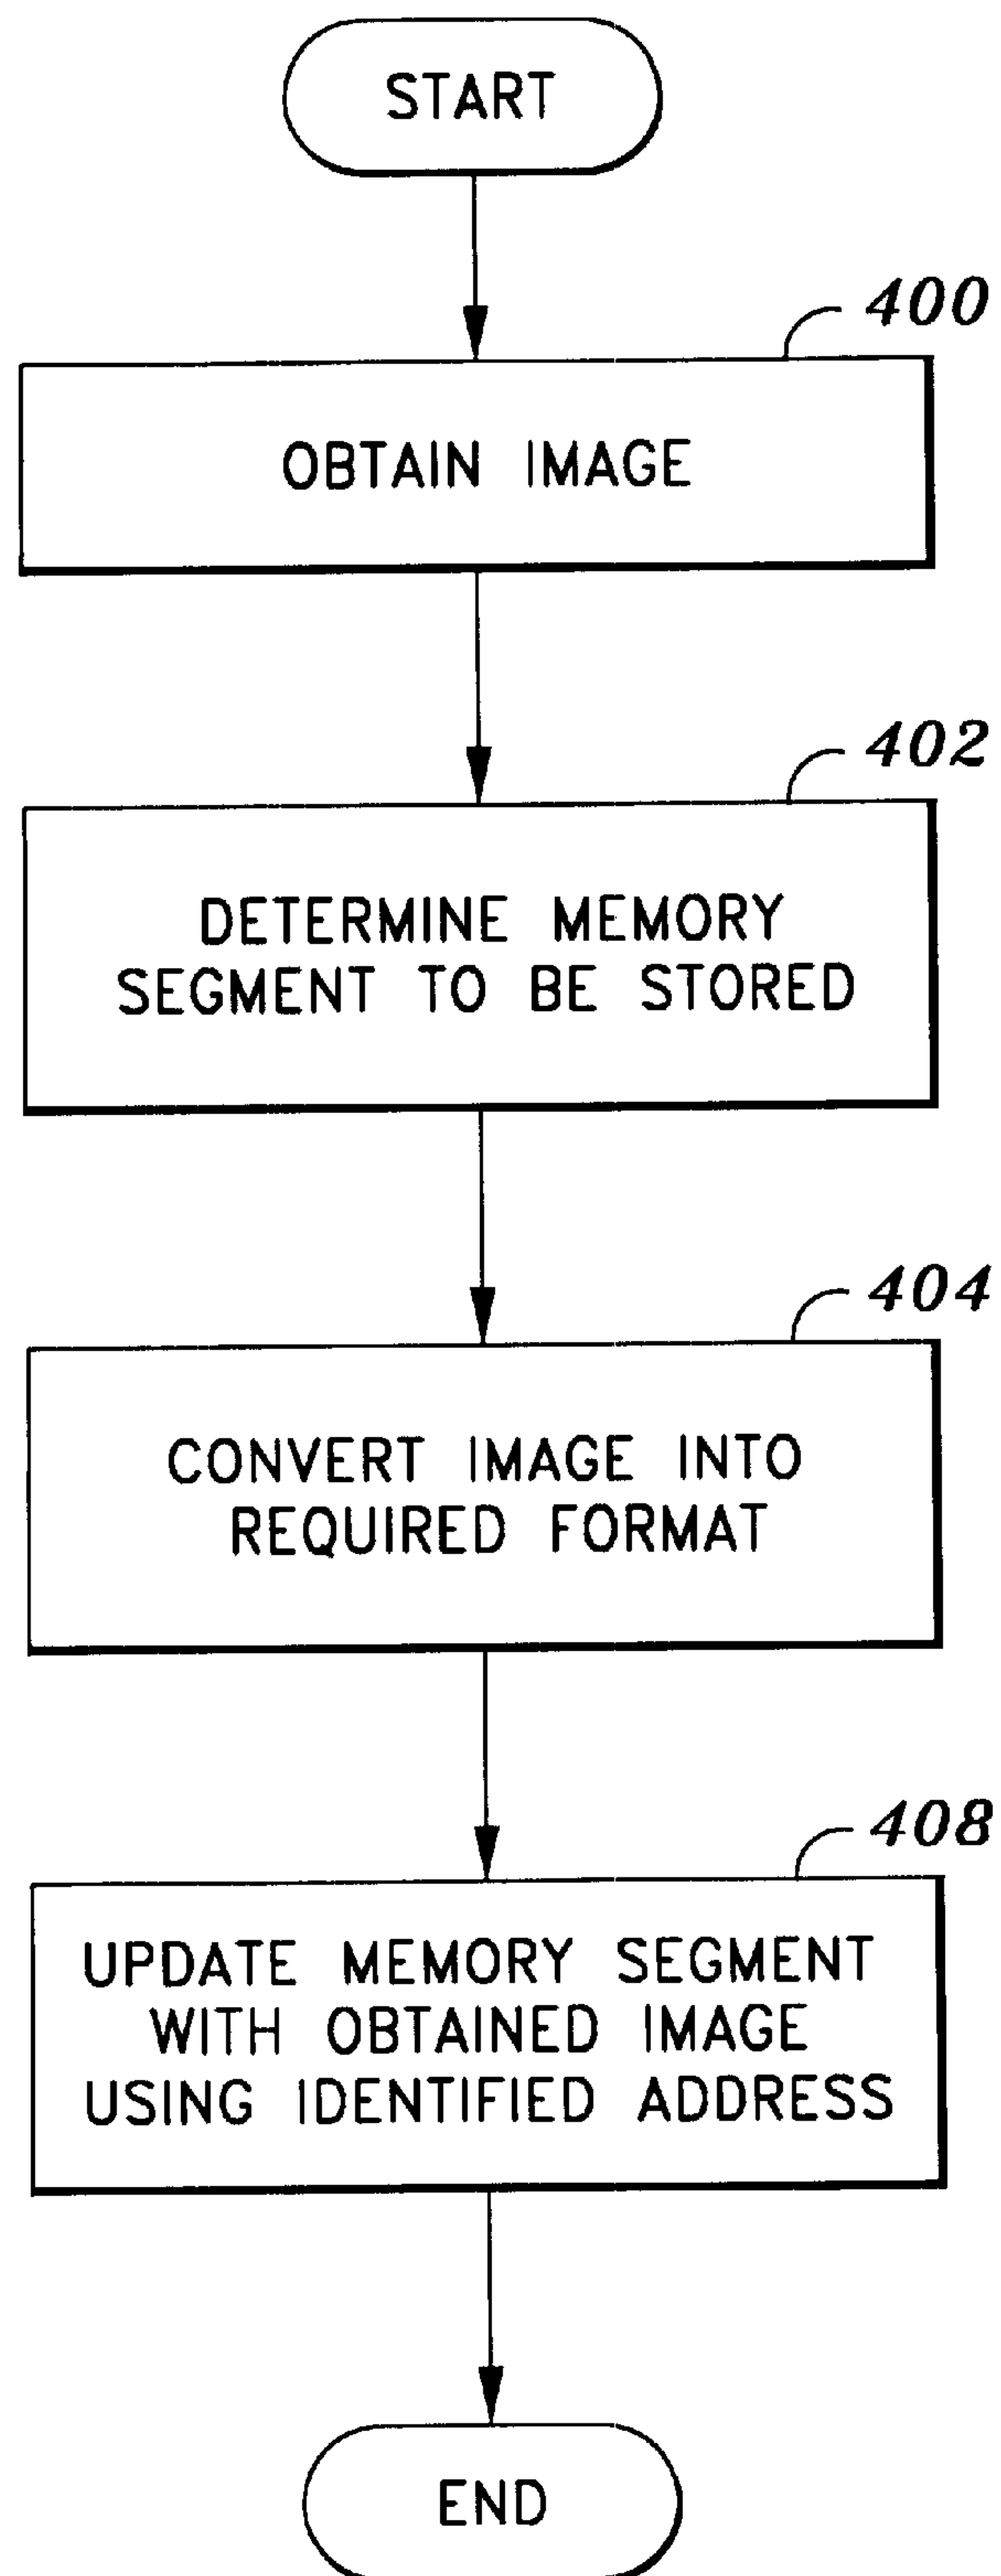 START
400
OBTAIN IMAGE
402
DETERMINE MEMORY
SEGMENT TO BE STORED
404
CONVERT IMAGE INTO
REQUIRED FORMAT
408
UPDATE MEMORY SEGMENT
WITH OBTAINED IMAGE
USING IDENTIFIED ADDRESS
END